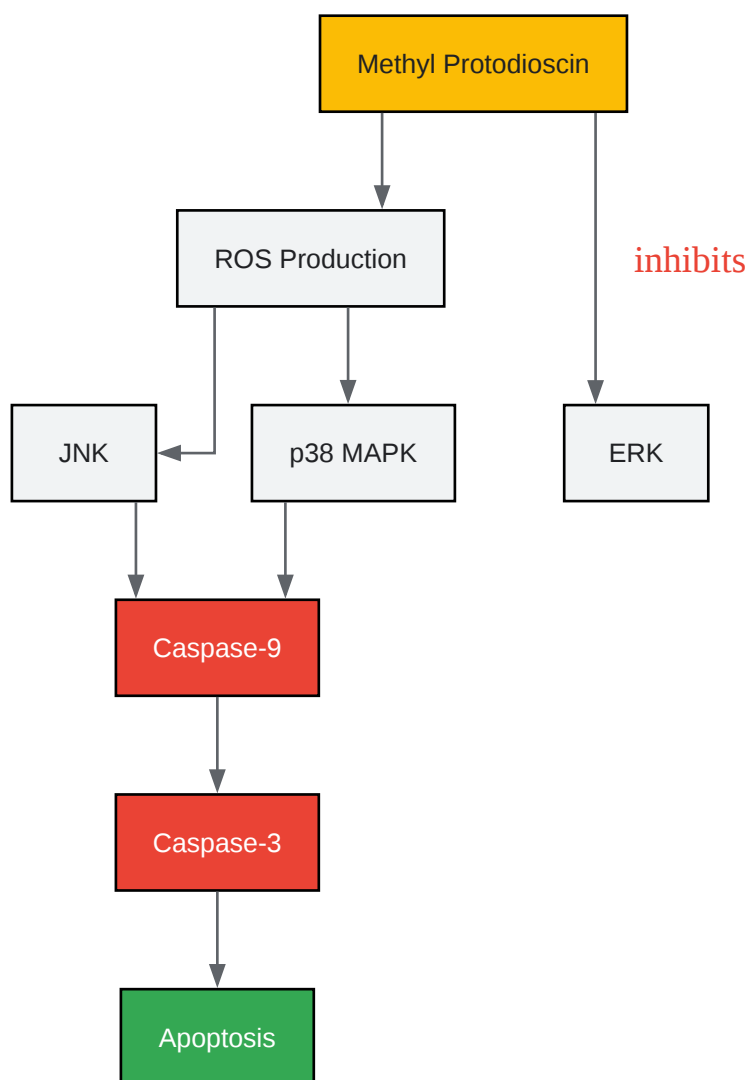 Methyl Protodioscin
ROS Production
inhibits
JNK
p38 MAPK
ERK
Caspase-9
Caspase-3
Apoptosis